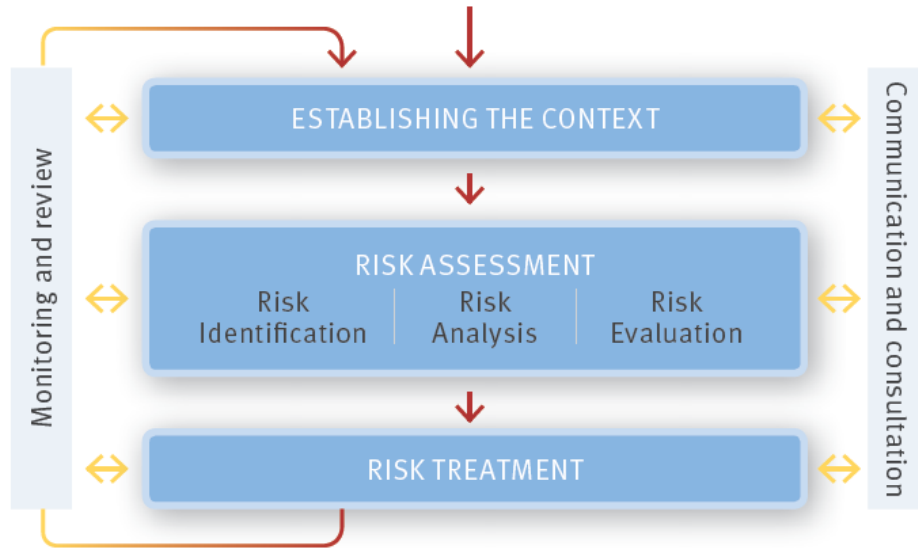 Monitoring and review
ESTABLISHING THE CONTEXT
RISK ASSESSMENT
Risk
Identification
Risk
Analysis
Risk
Evaluation
RISK TREATMENT
Communication and consultation